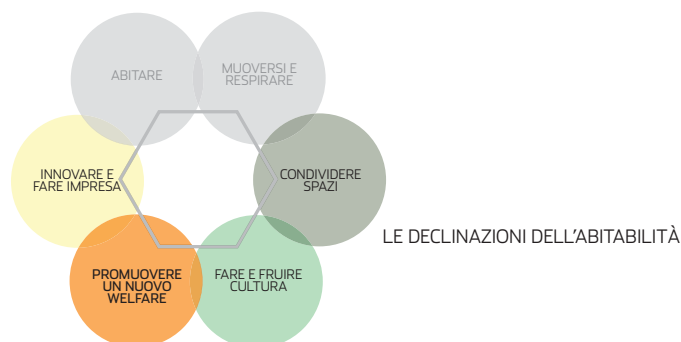 ABITARE
MUOVERSI E
RESPIRARE
INNOVARE E
FARE IMPRESA
CONDIVIDERE
SPAZI
LE DECLINAZIONI DELL'ABITABILITÀ
PROMUOVERE
UN NUOVO
WELFARE
FARE E FRUIRE
CULTURA